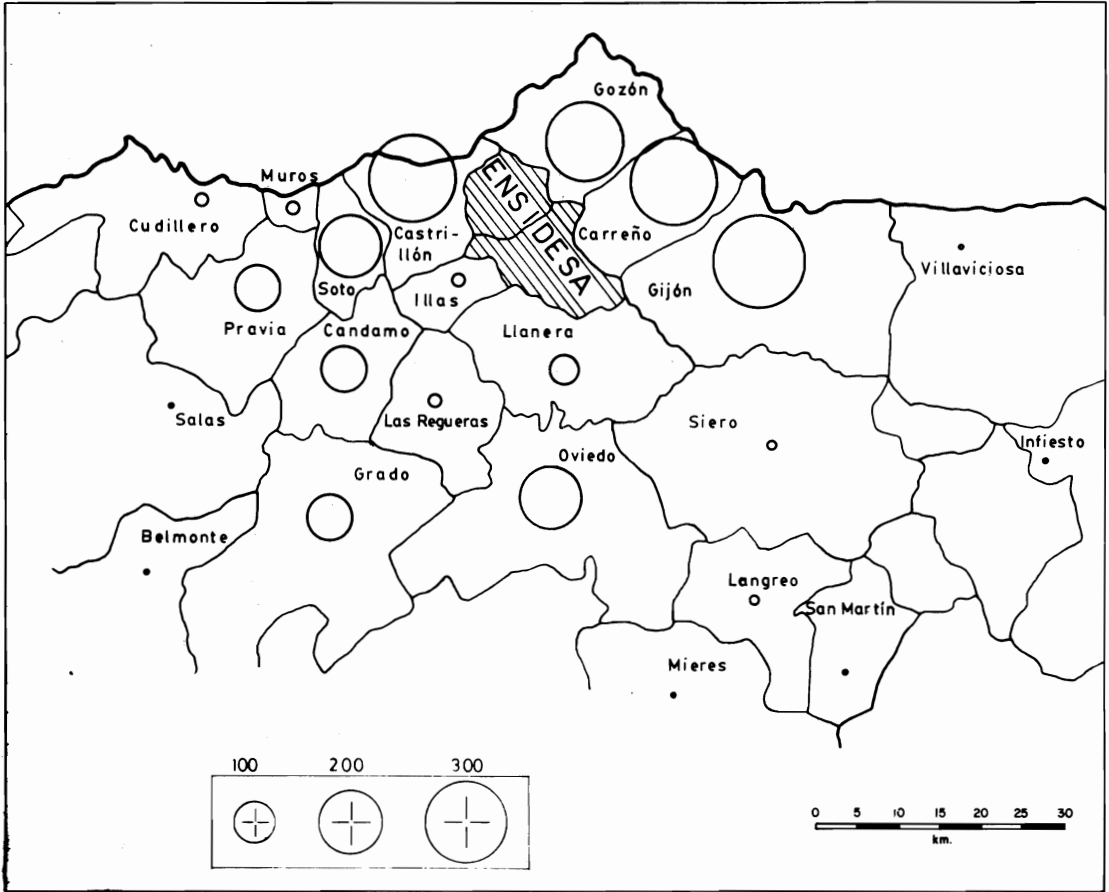 Gozón
Muros
ENSIDESA
Cudillero
Castri-
llón
Carreño
Villaviciosa
Soto
Illas
Gijón
Pravia
Candamo
Llanera
Salas
Las Regueras
Siero
Infiesto
Grado
Oviedo
Belmonte
Langreo
San Martín
Mieres
100 200 300
0 5 10 15 20 25 30
km.